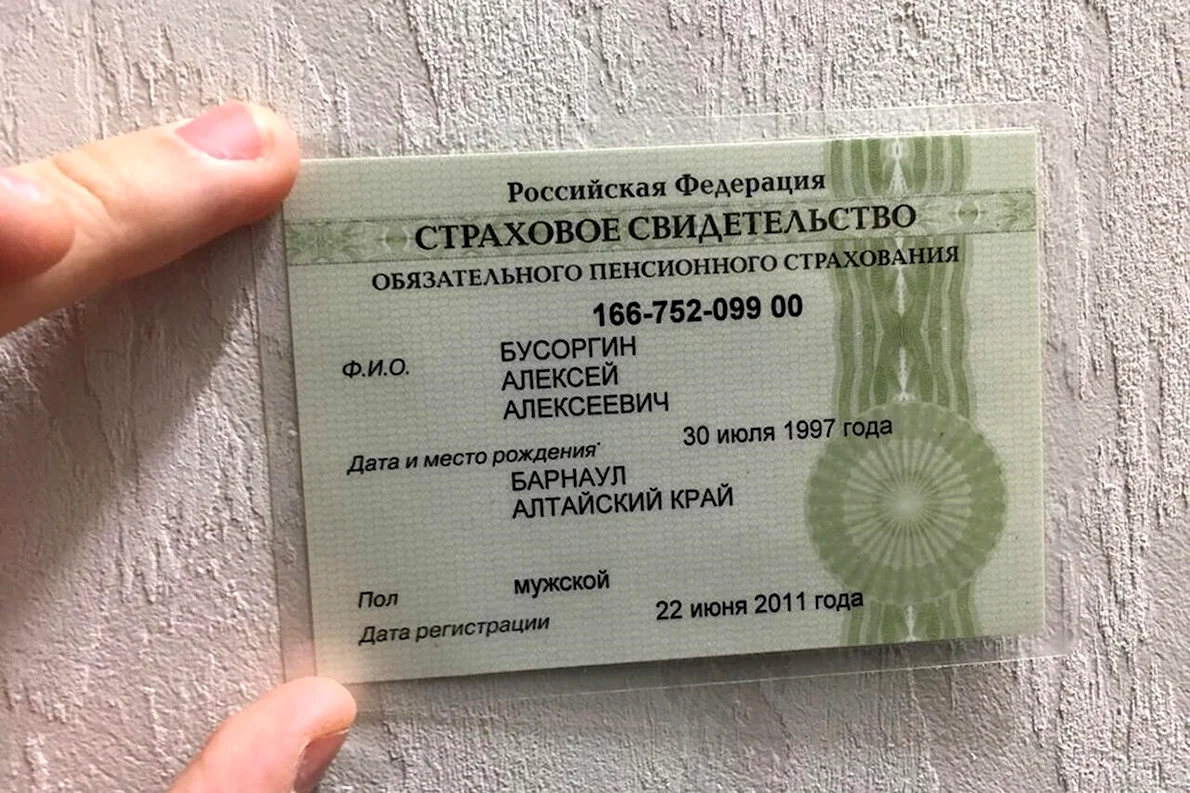 Российская Федерация
СТРАХОВОЕ СВИДЕТЕЛЬСТВО
ОБЯЗАТЕЛЬНОГО ПЕНСИОННОГО СТРАХОВАНИЯ
166-752-099 00
Ф.И.О. БУСОРГИН
АЛЕКСЕЙ
АЛЕКСЕЕВИЧ
Дата и место рождения 30 июля 1997 года
БАРНАУЛ
АЛТАЙСКИЙ КРАЙ
Пол мужской
Дата регистрации 22 июня 2011 года